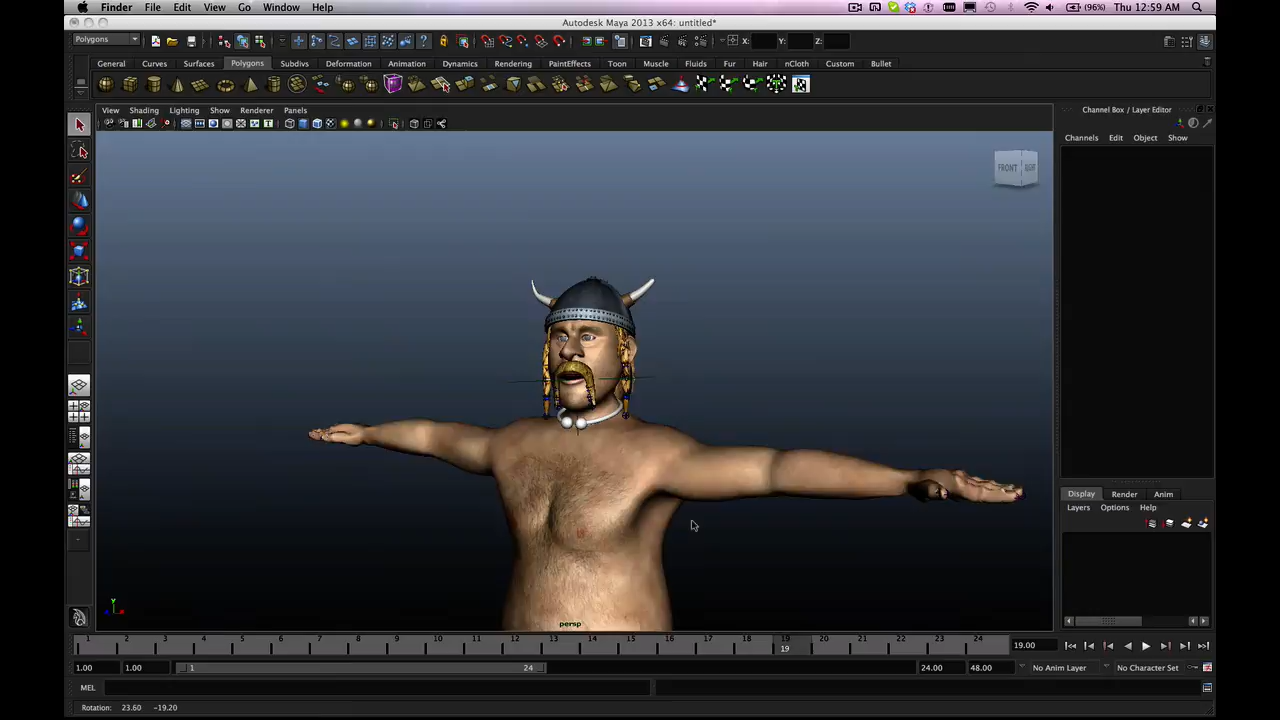 Finder File Edit View Go Window Help (96%) Thu 12:59 AM
Autodesk Maya 2013 x64: untitled*
Polygons X: Y: Z:
General Curves Surfaces Polygons Subdivs Deformation Animation Dynamics Rendering PaintEffects Toon Muscle Fluids Fur Hair nCloth Custom Bullet
View Shading Lighting Show Renderer Panels
Channel Box / Layer Editor
Channels Edit Object Show
FRONT RIGHT
Display Render Anim
Layers Options Help
Y
persp
1 2 3 4 5 6 7 8 9 10 11 12 13 14 15 16 17 18 19 20 21 22 23 24 19.00
19
1.00 1.00 1 24 24.00 48.00 No Anim Layer No Character Set
MEL
Rotation: 23.60 -19.20